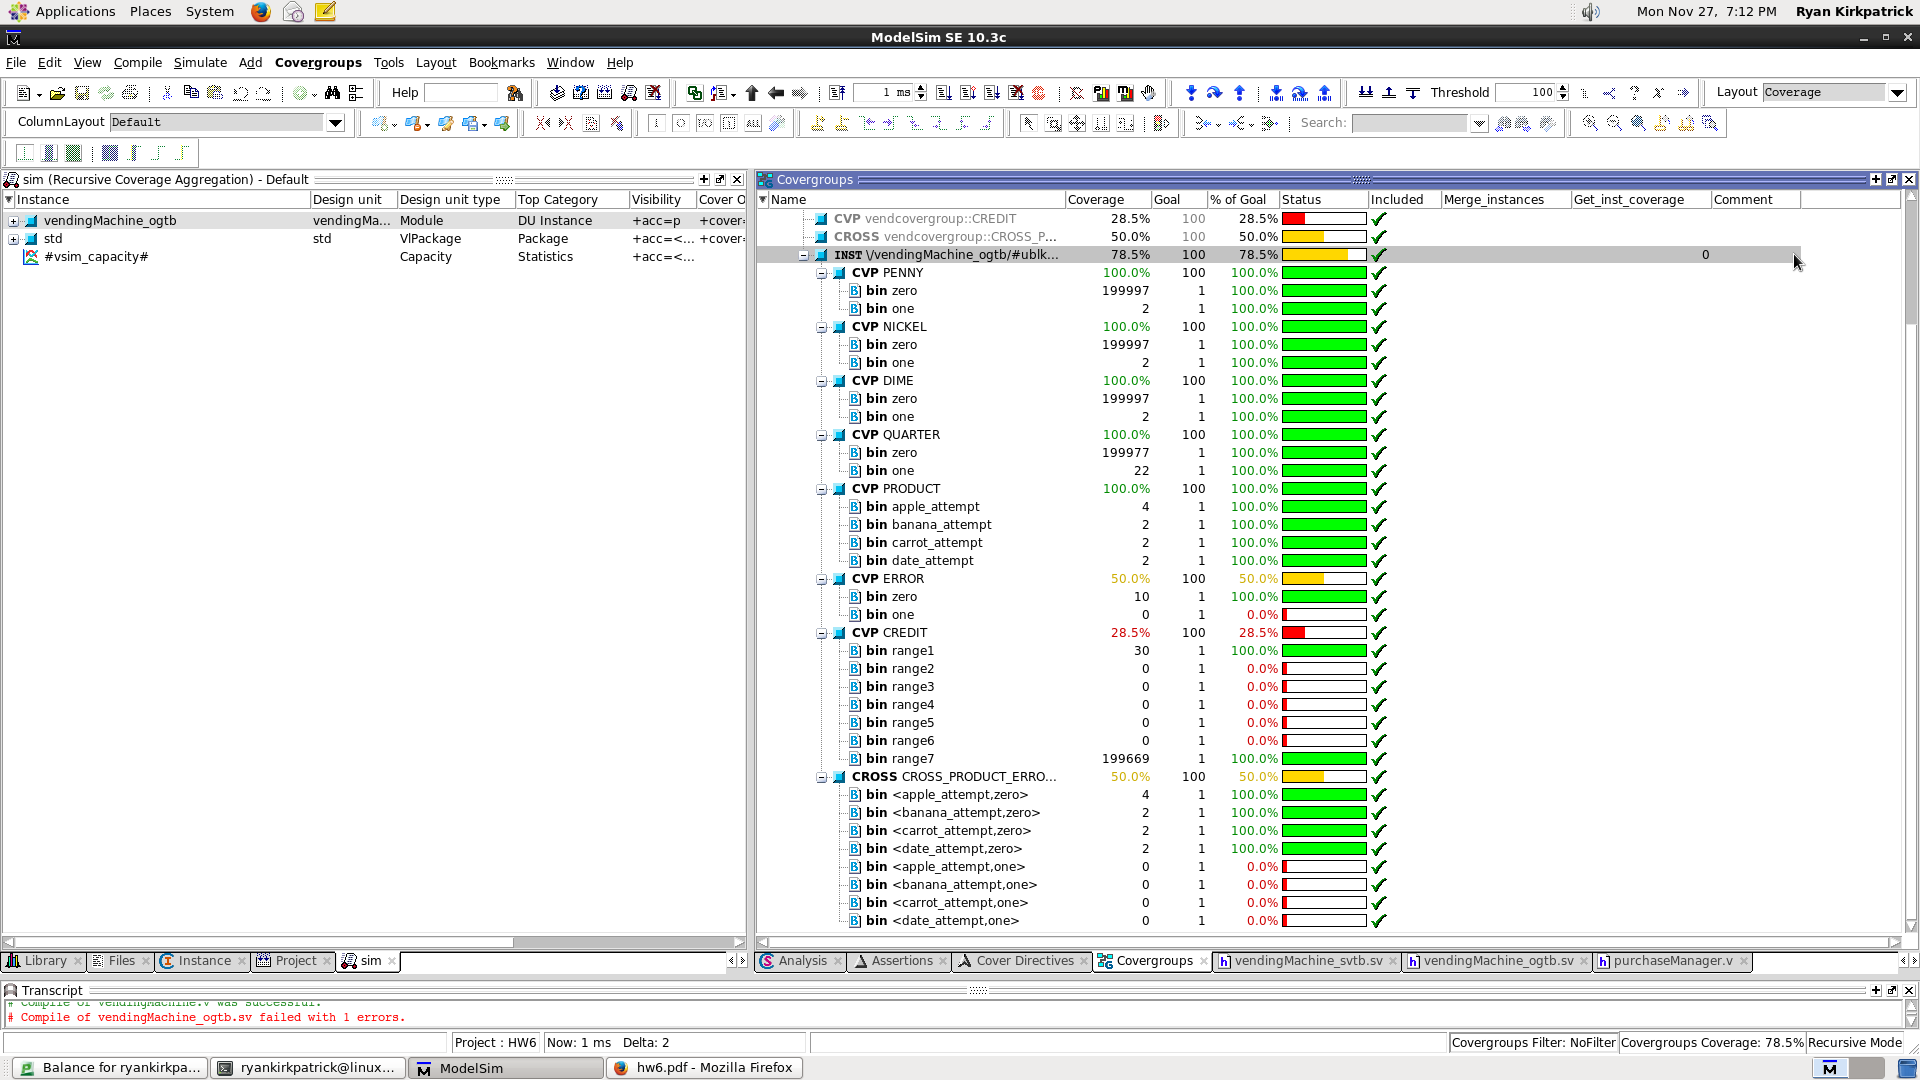 Applications Places System Mon Nov 27, 7:12 PM Ryan Kirkpatrick
ModelSim SE 10.3c
File Edit View Compile Simulate Add Covergroups Tools Layout Bookmarks Window Help
Help 1 ms Threshold 100 Layout Coverage
ColumnLayout Default Search:
sim (Recursive Coverage Aggregation) - Default
Instance Design unit Design unit type Top Category Visibility Cover O
vendingMachine_ogtb vendingMa... Module DU Instance +acc=p +cover=
std std VlPackage Package +acc=<... +cover=
#vsim_capacity# Capacity Statistics +acc=<...
Covergroups
Name Coverage Goal % of Goal Status Included Merge_instances Get_inst_coverage Comment
CVP vendcovergroup::CREDIT 28.5% 100 28.5%
CROSS vendcovergroup::CROSS_P... 50.0% 100 50.0%
INST \/vendingMachine_ogtb/#ublk... 78.5% 100 78.5% 0
CVP PENNY 100.0% 100 100.0%
bin zero 199997 1 100.0%
bin one 2 1 100.0%
CVP NICKEL 100.0% 100 100.0%
bin zero 199997 1 100.0%
bin one 2 1 100.0%
CVP DIME 100.0% 100 100.0%
bin zero 199997 1 100.0%
bin one 2 1 100.0%
CVP QUARTER 100.0% 100 100.0%
bin zero 199977 1 100.0%
bin one 22 1 100.0%
CVP PRODUCT 100.0% 100 100.0%
bin apple_attempt 4 1 100.0%
bin banana_attempt 2 1 100.0%
bin carrot_attempt 2 1 100.0%
bin date_attempt 2 1 100.0%
CVP ERROR 50.0% 100 50.0%
bin zero 10 1 100.0%
bin one 0 1 0.0%
CVP CREDIT 28.5% 100 28.5%
bin range1 30 1 100.0%
bin range2 0 1 0.0%
bin range3 0 1 0.0%
bin range4 0 1 0.0%
bin range5 0 1 0.0%
bin range6 0 1 0.0%
bin range7 199669 1 100.0%
CROSS CROSS_PRODUCT_ERRO... 50.0% 100 50.0%
bin <apple_attempt,zero> 4 1 100.0%
bin <banana_attempt,zero> 2 1 100.0%
bin <carrot_attempt,zero> 2 1 100.0%
bin <date_attempt,zero> 2 1 100.0%
bin <apple_attempt,one> 0 1 0.0%
bin <banana_attempt,one> 0 1 0.0%
bin <carrot_attempt,one> 0 1 0.0%
bin <date_attempt,one> 0 1 0.0%
Library Files Instance Project sim
Analysis Assertions Cover Directives Covergroups vendingMachine_svtb.sv vendingMachine_ogtb.sv purchaseManager.v
Transcript
# Compile of vendingMachine.v was successful.
# Compile of vendingMachine_ogtb.sv failed with 1 errors.
Project : HW6 Now: 1 ms Delta: 2 Covergroups Filter: NoFilter Covergroups Coverage: 78.5% Recursive Mode
Balance for ryankirkpa... ryankirkpatrick@linux... ModelSim hw6.pdf - Mozilla Firefox